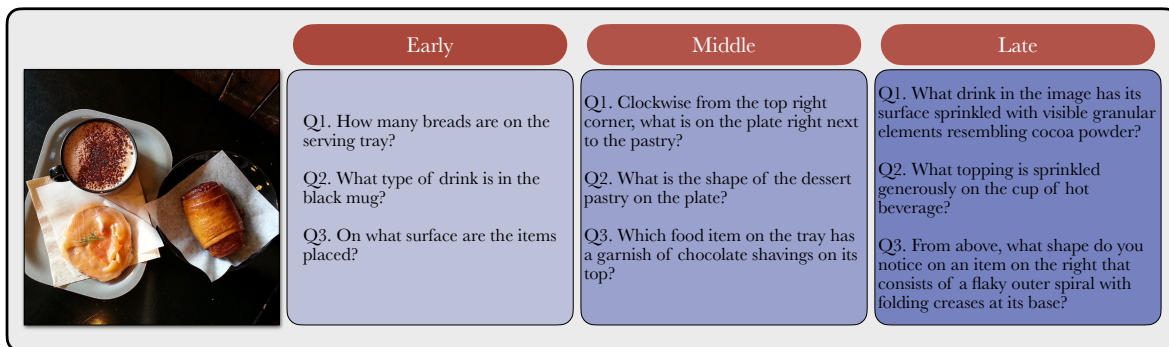 Early
Q1. How many breads are on the
serving tray?
Q2. What type of drink is in the
black mug?
Q3. On what surface are the items
placed?
Middle
Q1. Clockwise from the top right
corner, what is on the plate right next
to the pastry?
Q2. What is the shape of the dessert
pastry on the plate?
Q3. Which food item on the tray has
a garnish of chocolate shavings on its
top?
Late
Q1. What drink in the image has its
surface sprinkled with visible granular
elements resembling cocoa powder?
Q2. What topping is sprinkled
generously on the cup of hot
beverage?
Q3. From above, what shape do you
notice on an item on the right that
consists of a flaky outer spiral with
folding creases at its base?